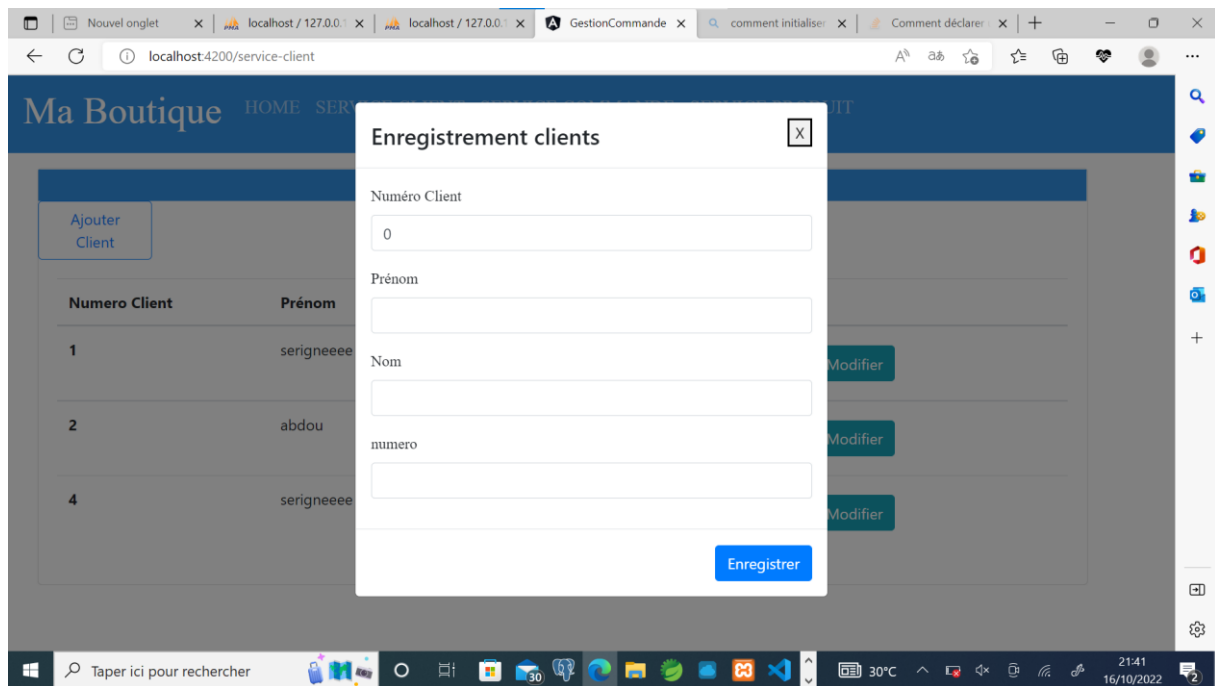 Nouvel onglet
localhost / 127.0.0.1
localhost / 127.0.0.1
GestionCommande
comment initialiser
Comment déclarer
localhost:4200/service-client
Ma Boutique HOME
Enregistrement clients
X
Numéro Client
0
Prénom
Nom
numero
Enregistrer
Ajouter
Client
Numero Client Prénom
1 serigneeee Modifier
2 abdou Modifier
4 serigneeee Modifier
Taper ici pour rechercher
30
30°C
21:41
16/10/2022
2